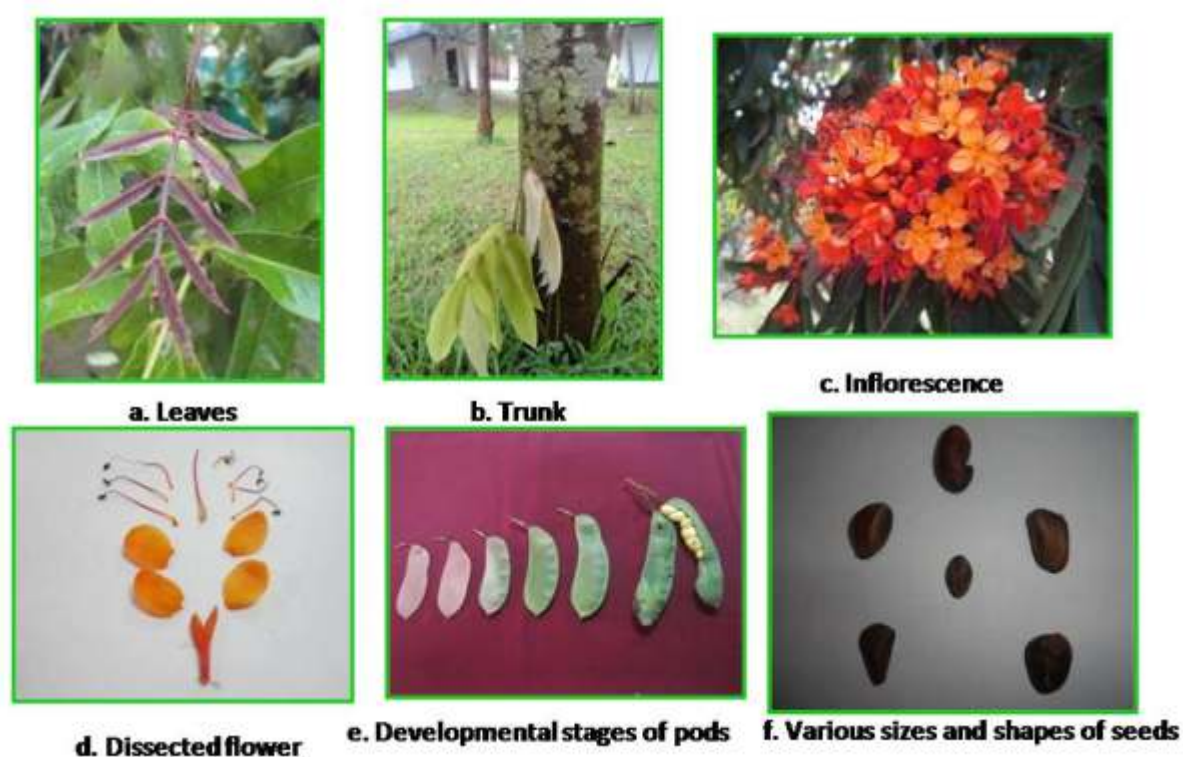 a. Leaves
b. Trunk
c. Inflorescence
d. Dissected flower
e. Developmental stages of pods
f. Various sizes and shapes of seeds